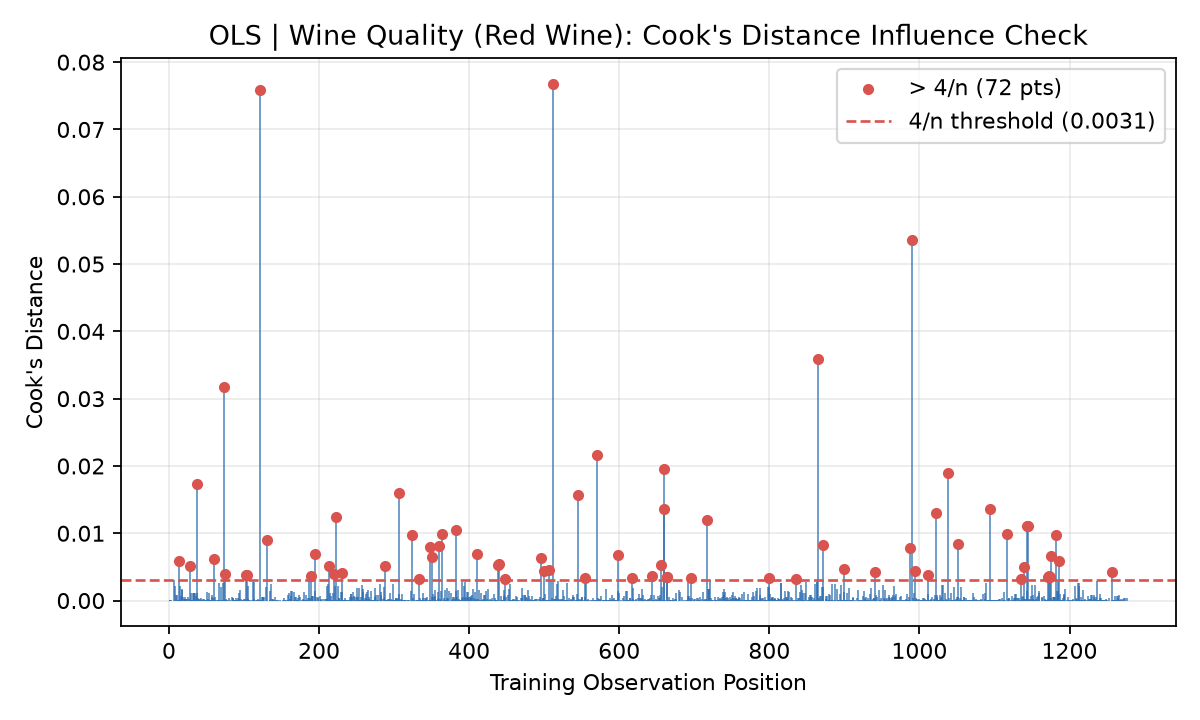 OLS | Wine Quality (Red Wine): Cook's Distance Influence Check
0.08
0.07
0.06
0.05
0.04
0.03
0.02
0.01
0.00
Cook's Distance
> 4/n (72 pts)
4/n threshold (0.0031)
0 200 400 600 800 1000 1200
Training Observation Position